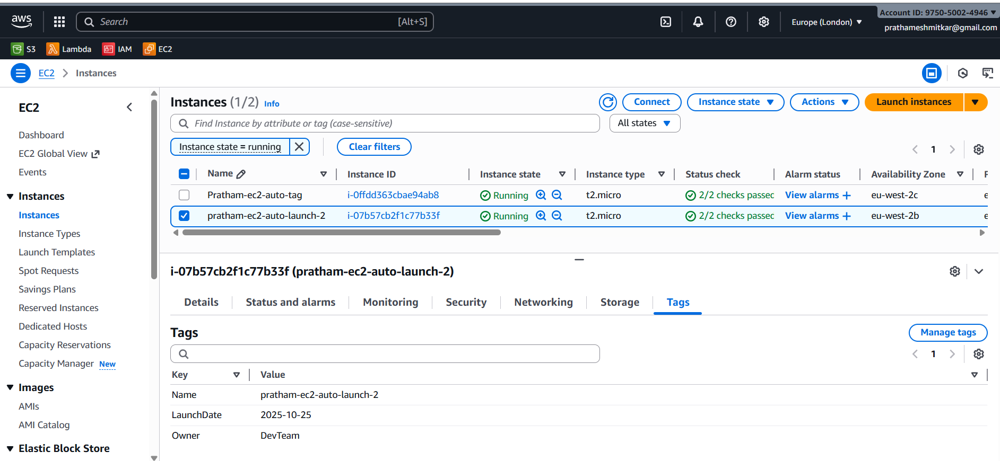 aws
Search [Alt+S]
Europe (London)
Account ID: 9750-5002-4946
prathameshmitkar@gmail.com
S3 Lambda IAM EC2
EC2 Instances
EC2
Dashboard
EC2 Global View
Events
Instances
Instances
Instance Types
Launch Templates
Spot Requests
Savings Plans
Reserved Instances
Dedicated Hosts
Capacity Reservations
Capacity Manager New
Images
AMIs
AMI Catalog
Elastic Block Store
Instances (1/2) Info
Connect Instance state Actions Launch instances
Find Instance by attribute or tag (case-sensitive) All states
Instance state = running Clear filters
1
Name Instance ID Instance state Instance type Status check Alarm status Availability Zone
Pratham-ec2-auto-tag i-0ffdd363cbae94ab8 Running t2.micro 2/2 checks passed View alarms + eu-west-2c e
pratham-ec2-auto-launch-2 i-07b57cb2f1c77b33f Running t2.micro 2/2 checks passed View alarms + eu-west-2b e
i-07b57cb2f1c77b33f (pratham-ec2-auto-launch-2)
Details Status and alarms Monitoring Security Networking Storage Tags
Tags
Manage tags
1
Key Value
Name pratham-ec2-auto-launch-2
LaunchDate 2025-10-25
Owner DevTeam